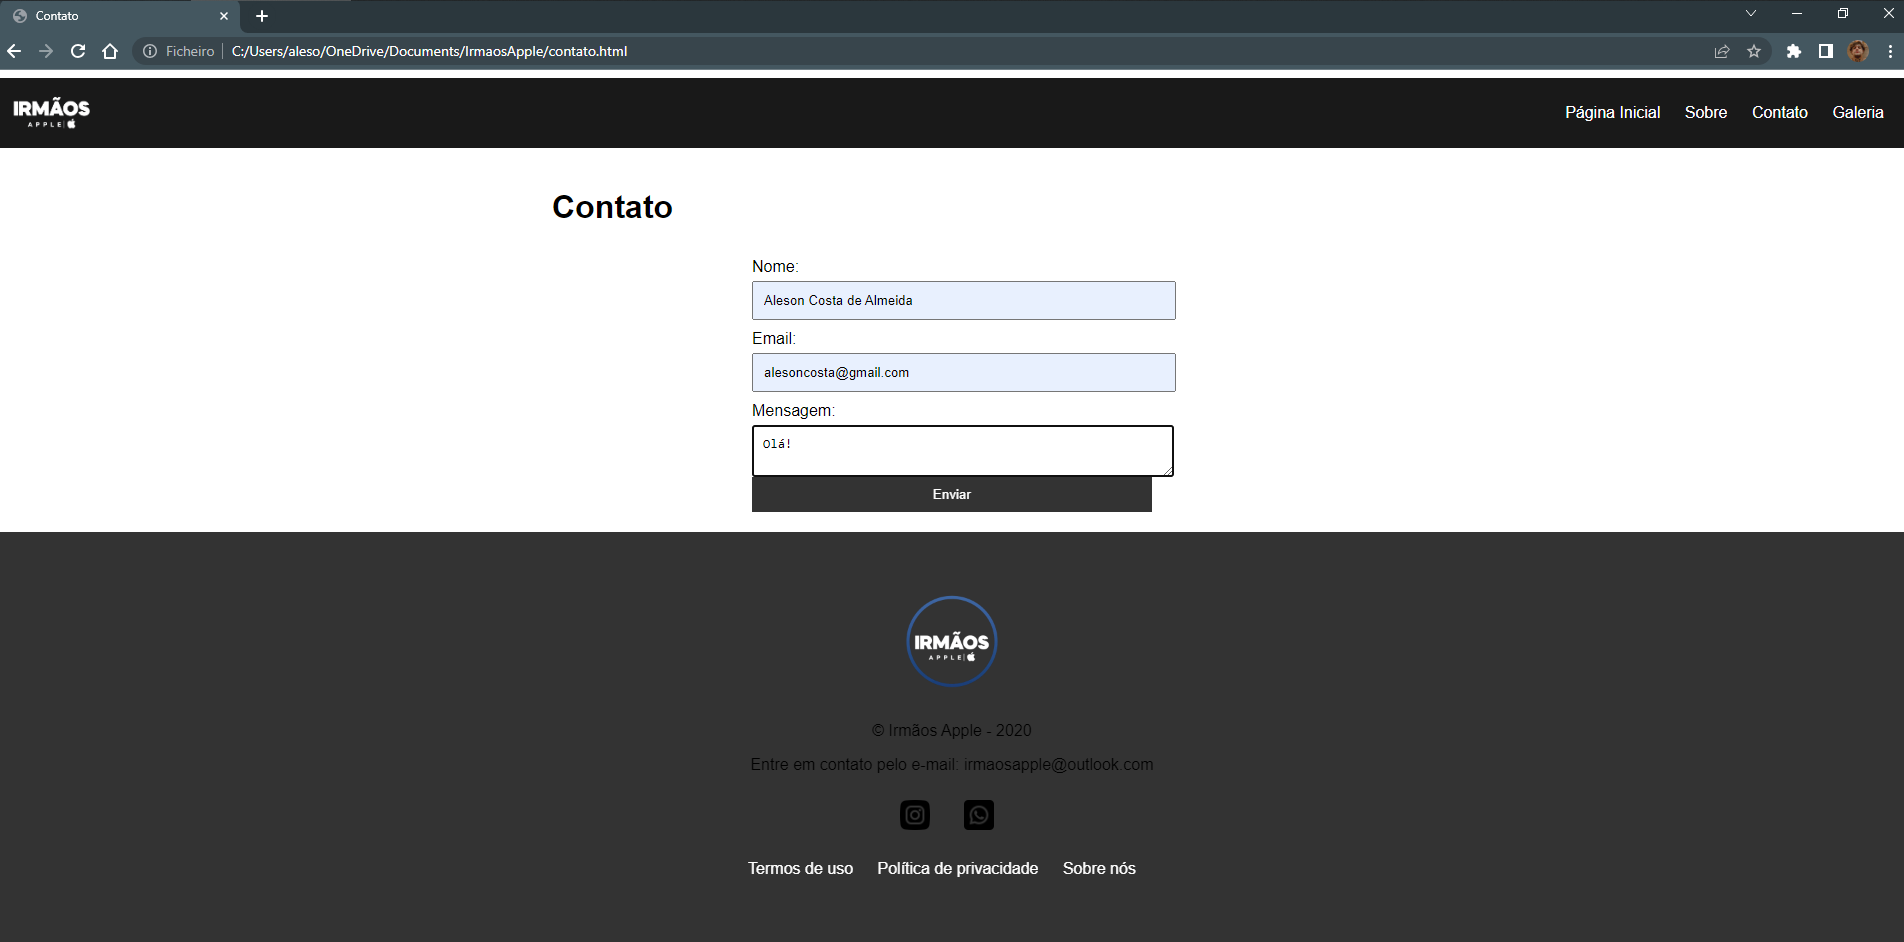 Contato
Ficheiro | C:/Users/aleso/OneDrive/Documents/IrmaosApple/contato.html
IRMÃOS
APPLE|
Página Inicial Sobre Contato Galeria
Contato
Nome:
Aleson Costa de Almeida
Email:
alesoncosta@gmail.com
Mensagem:
Olá!
Enviar
IRMÃOS
APPLE|
© Irmãos Apple - 2020
Entre em contato pelo e-mail: irmaosapple@outlook.com
Termos de uso Política de privacidade Sobre nós